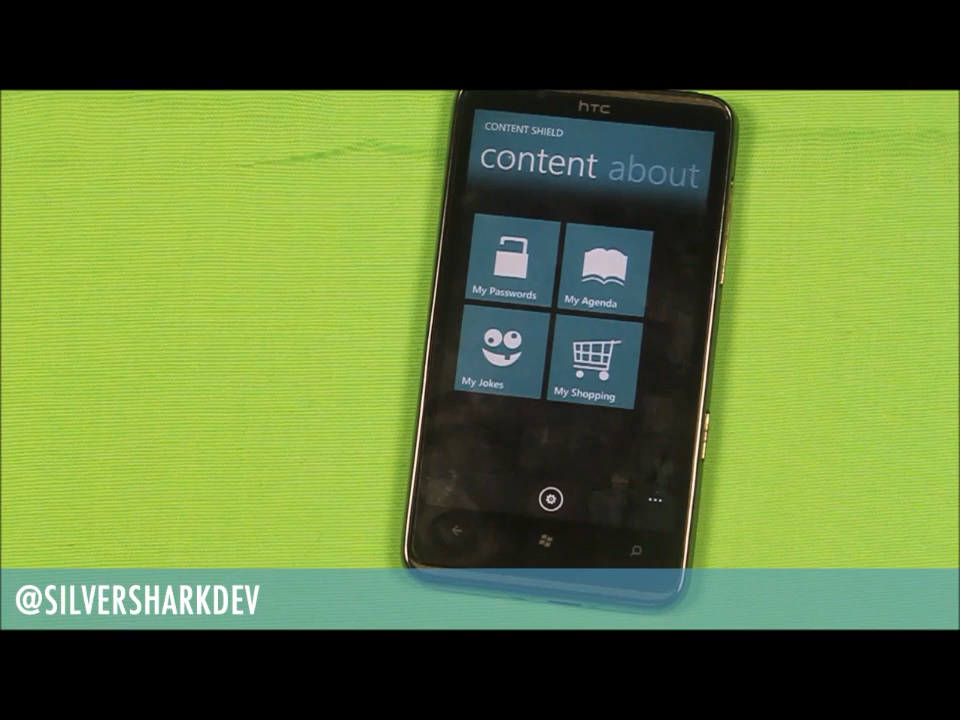 htc
CONTENT SHIELD
content about
My Passwords
My Agenda
My Jokes
My Shopping
@SILVERSHARKDEV